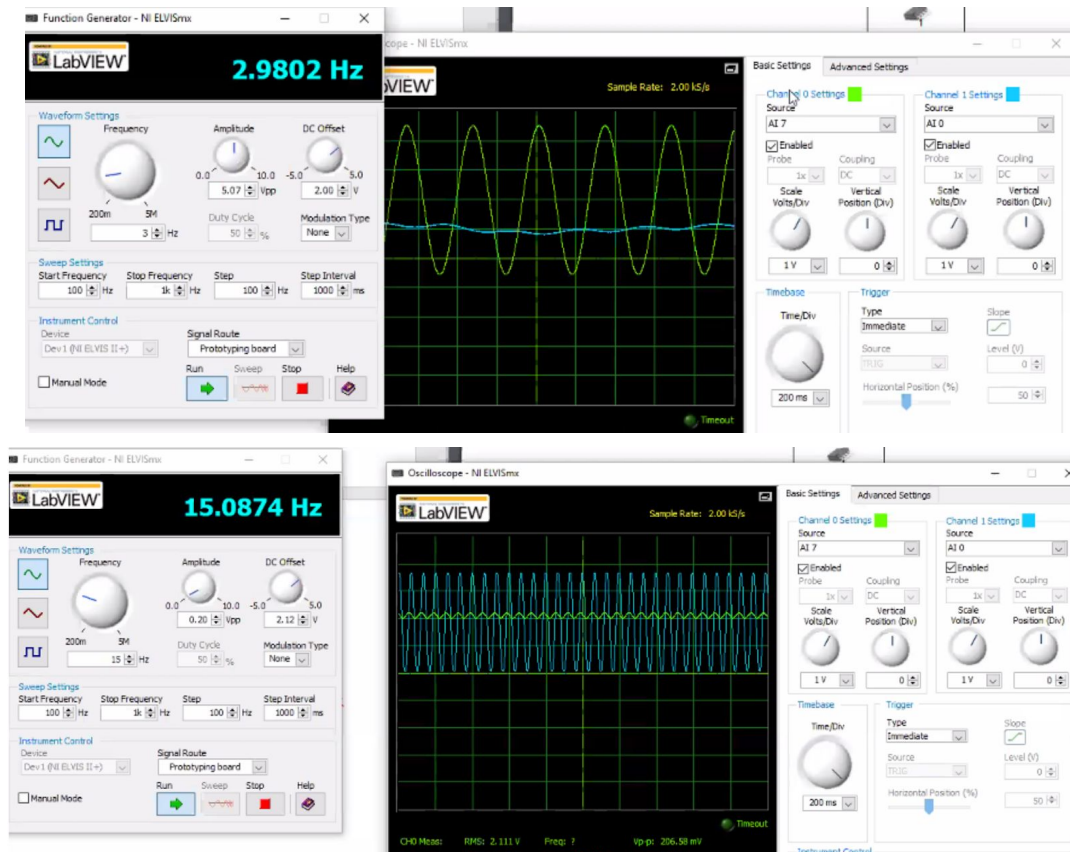 Function Generator - NI ELVISmx
LabVIEW
2.9802 Hz
Waveform Settings
Frequency
Amplitude
DC Offset
0.0
10.0
-5.0
5.0
5.07
Vpp
2.00
V
200m
5M
3
Hz
Duty Cycle
50
%
Modulation Type
None
Sweep Settings
Start Frequency
Stop Frequency
Step
Step Interval
100
Hz
1k
Hz
100
Hz
1000
ms
Instrument Control
Device
Signal Route
Dev1 (NI ELVIS II+)
Prototyping board
Run
Sweep
Stop
Help
Manual Mode
cope - NI ELVISmx
VIEW
Sample Rate: 2.00 kS/s
Timeout
Basic Settings
Advanced Settings
Channel 0 Settings
Channel 1 Settings
Source
Source
AI 7
AI 0
Enabled
Enabled
Probe
Coupling
Probe
Coupling
1x
DC
1x
DC
Scale
Volts/Div
Vertical
Position (Div)
Scale
Volts/Div
Vertical
Position (Div)
1 V
0
1 V
0
Timebase
Trigger
Time/Div
Type
Slope
Immediate
Source
Level (V)
TRIG
0
Horizontal Position (%)
200 ms
50
Function Generator - NI ELVISmx
LabVIEW
15.0874 Hz
Waveform Settings
Frequency
Amplitude
DC Offset
0.0
10.0
-5.0
5.0
0.20
Vpp
2.12
V
200m
5M
15
Hz
Duty Cycle
50
%
Modulation Type
None
Sweep Settings
Start Frequency
Stop Frequency
Step
Step Interval
100
Hz
1k
Hz
100
Hz
1000
ms
Instrument Control
Device
Signal Route
Dev1 (NI ELVIS II+)
Prototyping board
Run
Sweep
Stop
Help
Manual Mode
Oscilloscope - NI ELVISmx
LabVIEW
Sample Rate: 2.00 kS/s
Timeout
CH0 Meas: RMS: 2.111 V Freq: ? Vp-p: 206.58 mV
Basic Settings
Advanced Settings
Channel 0 Settings
Channel 1 Settings
Source
Source
AI 7
AI 0
Enabled
Enabled
Probe
Coupling
Probe
Coupling
1x
DC
1x
DC
Scale
Volts/Div
Vertical
Position (Div)
Scale
Volts/Div
Vertical
Position (Div)
1 V
0
1 V
0
Timebase
Trigger
Time/Div
Type
Slope
Immediate
Source
Level (V)
TRIG
0
Horizontal Position (%)
200 ms
50